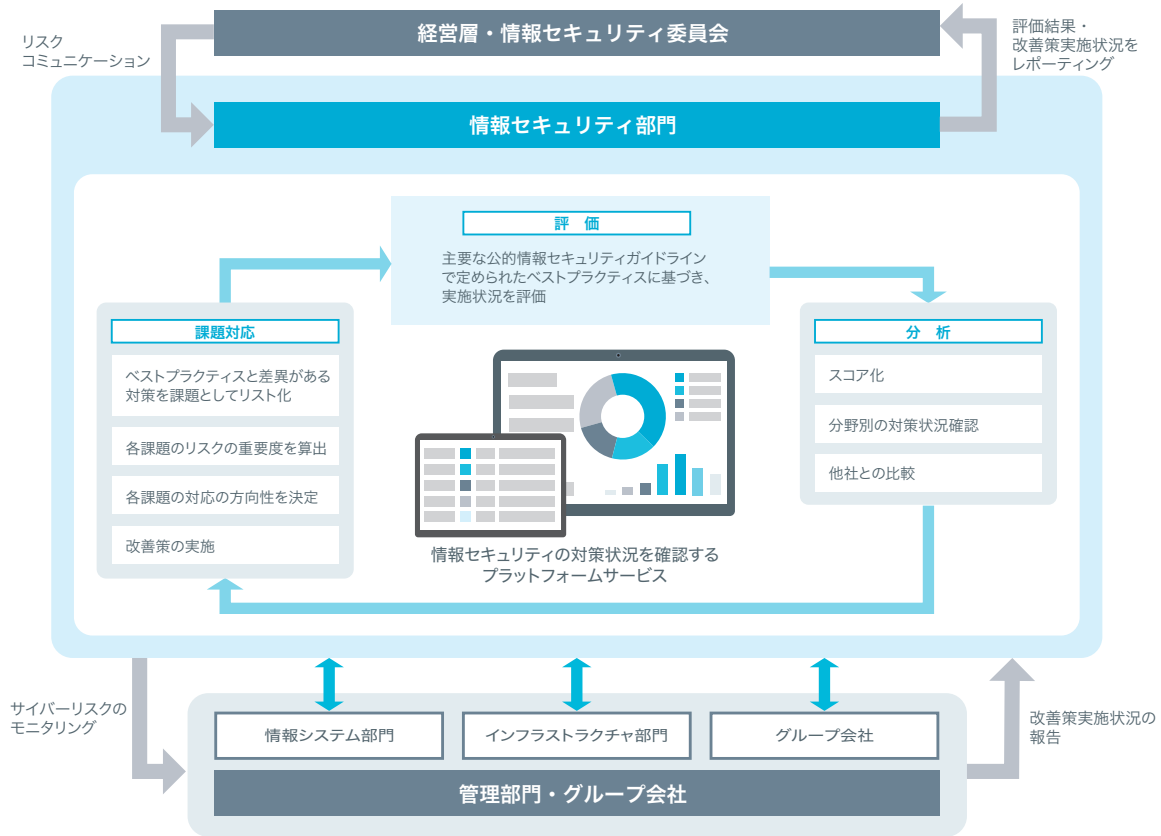 経営層・情報セキュリティ委員会
リスク
コミュニケーション
評価結果・
改善策実施状況を
レポーティング
情報セキュリティ部門
評 価
主要な公的情報セキュリティガイドライン
で定められたベストプラクティスに基づき、
実施状況を評価
課題対応
ベストプラクティスと差異がある
対策を課題としてリスト化
各課題のリスクの重要度を算出
各課題の対応の方向性を決定
改善策の実施
分 析
スコア化
分野別の対策状況確認
他社との比較
情報セキュリティの対策状況を確認する
プラットフォームサービス
サイバーリスクの
モニタリング
情報システム部門
インフラストラクチャ部門
グループ会社
改善策実施状況の
報告
管理部門・グループ会社